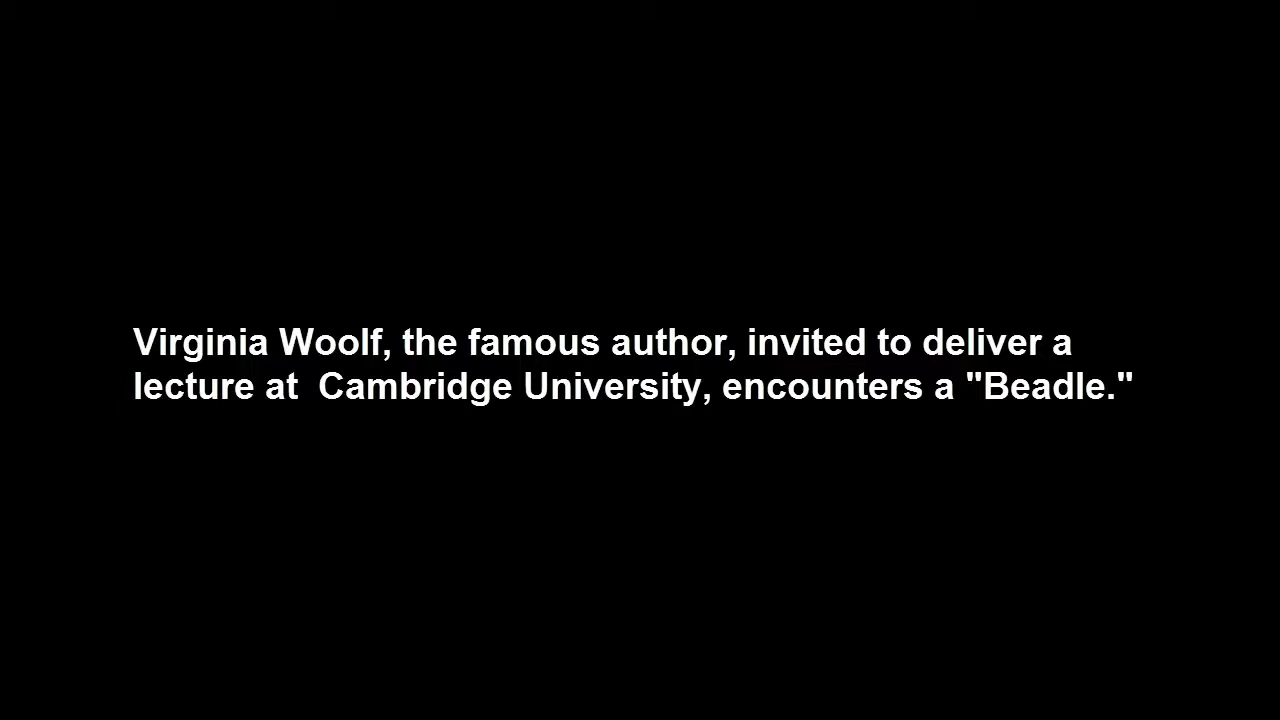 Virginia Woolf, the famous author, invited to deliver a
lecture at  Cambridge University, encounters a "Beadle."